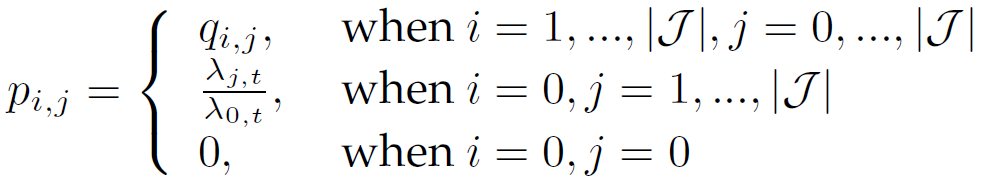 q_{i,j}, when i = 1, ..., |𝒥|, j = 0, ..., |𝒥|
p_{i,j} = { λ_{j,t}/λ_{0,t}, when i = 0, j = 1, ..., |𝒥|
0, when i = 0, j = 0